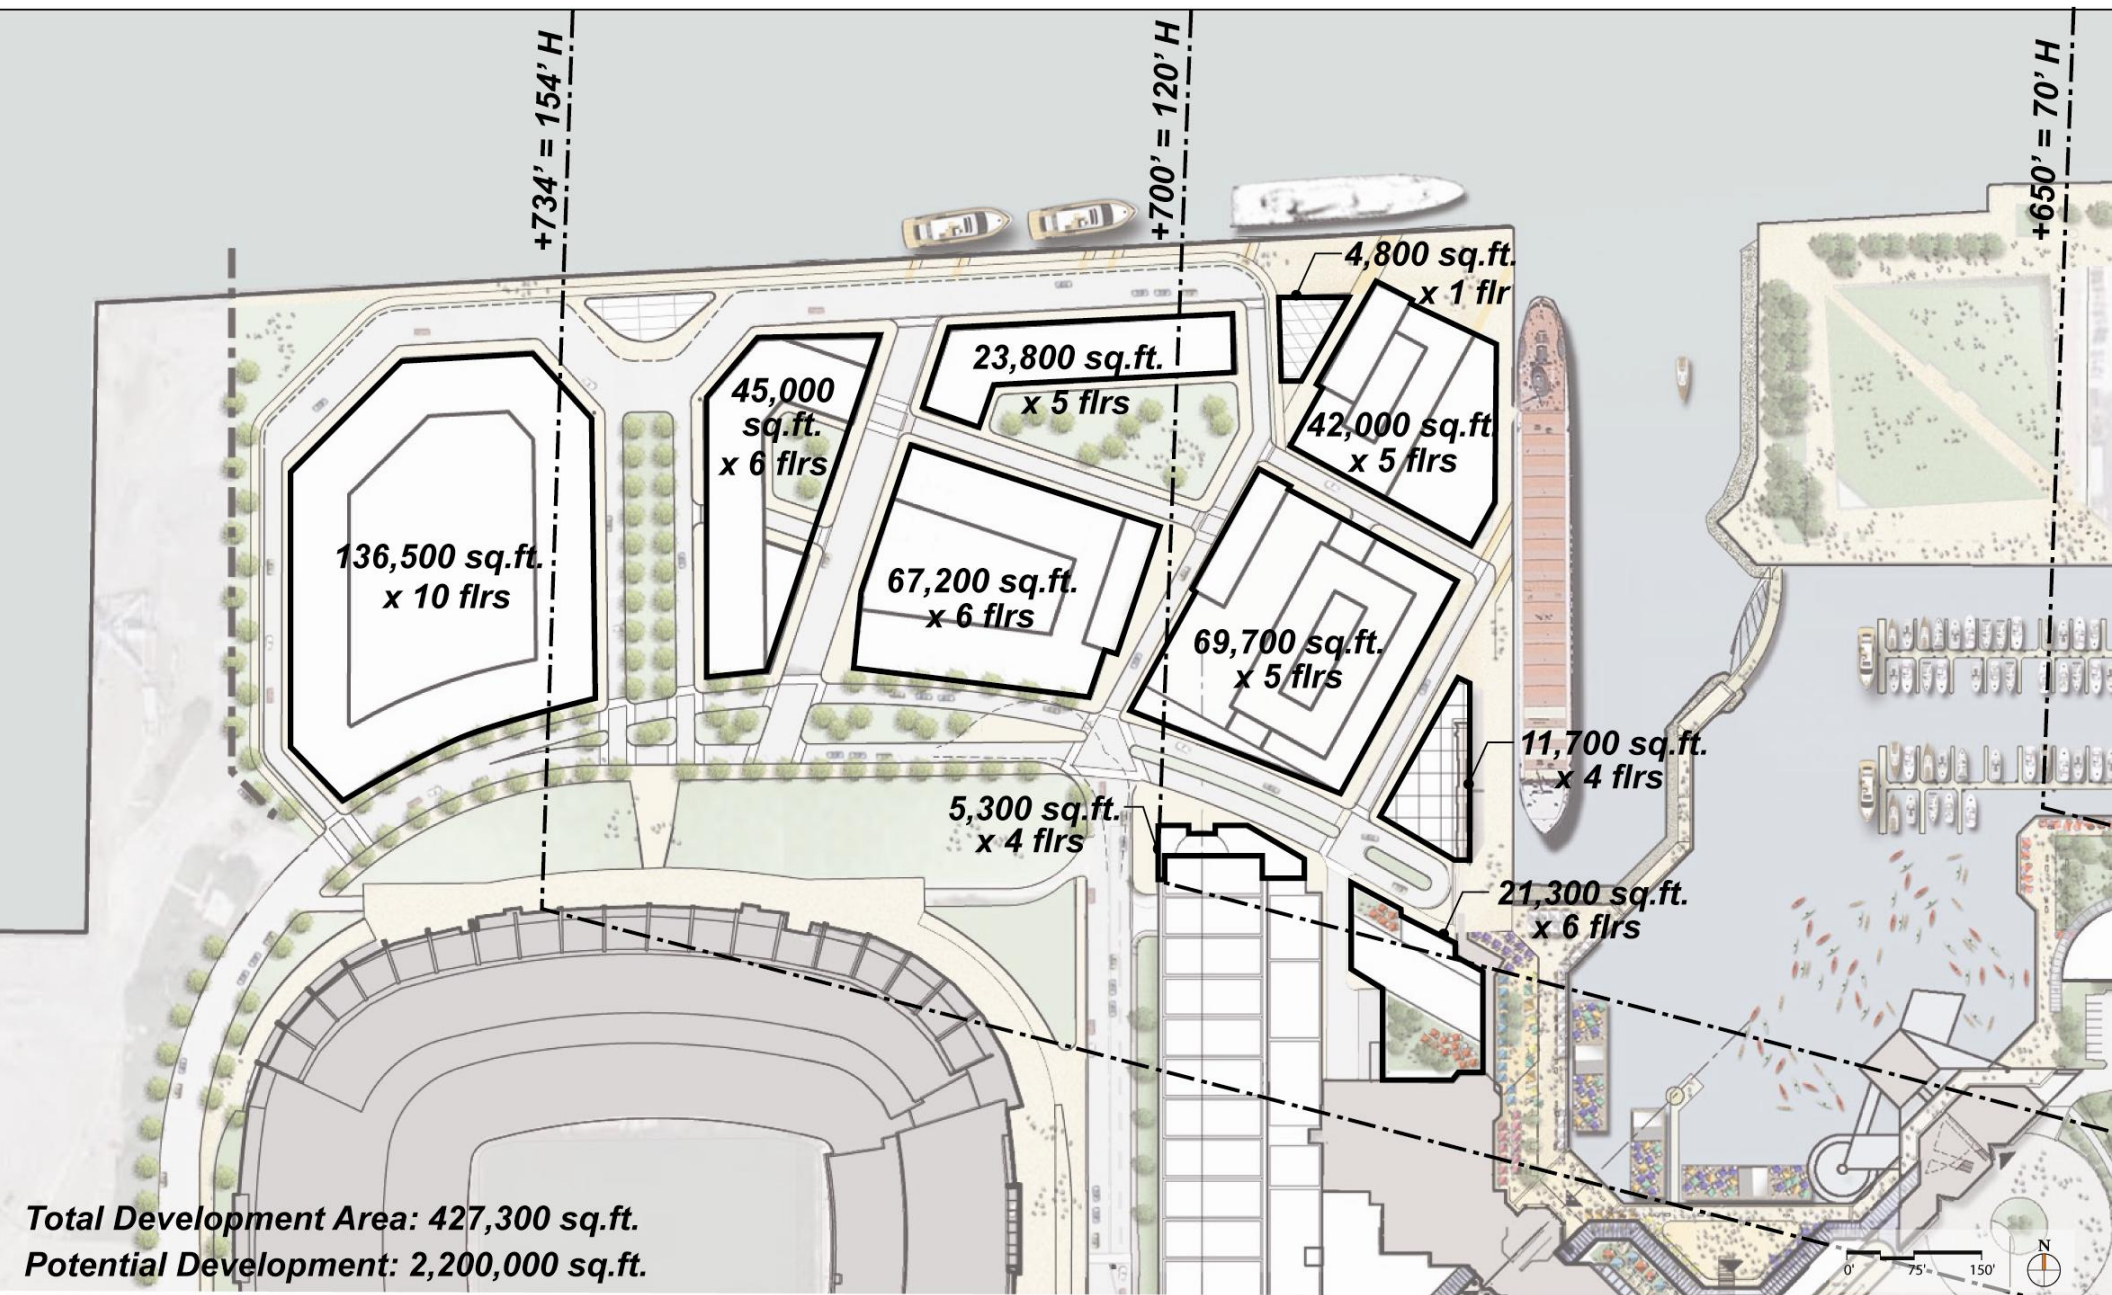 +734' = 154' H
+700' = 120' H
+650' = 70' H
4,800 sq.ft.
x 1 flr
23,800 sq.ft.
x 5 flrs
45,000
sq.ft.
x 6 flrs
42,000 sq.ft.
x 5 flrs
136,500 sq.ft.
x 10 flrs
67,200 sq.ft.
x 6 flrs
69,700 sq.ft.
x 5 flrs
11,700 sq.ft.
x 4 flrs
5,300 sq.ft.
x 4 flrs
21,300 sq.ft.
x 6 flrs
Total Development Area: 427,300 sq.ft.
Potential Development: 2,200,000 sq.ft.
N
0' 75' 150'